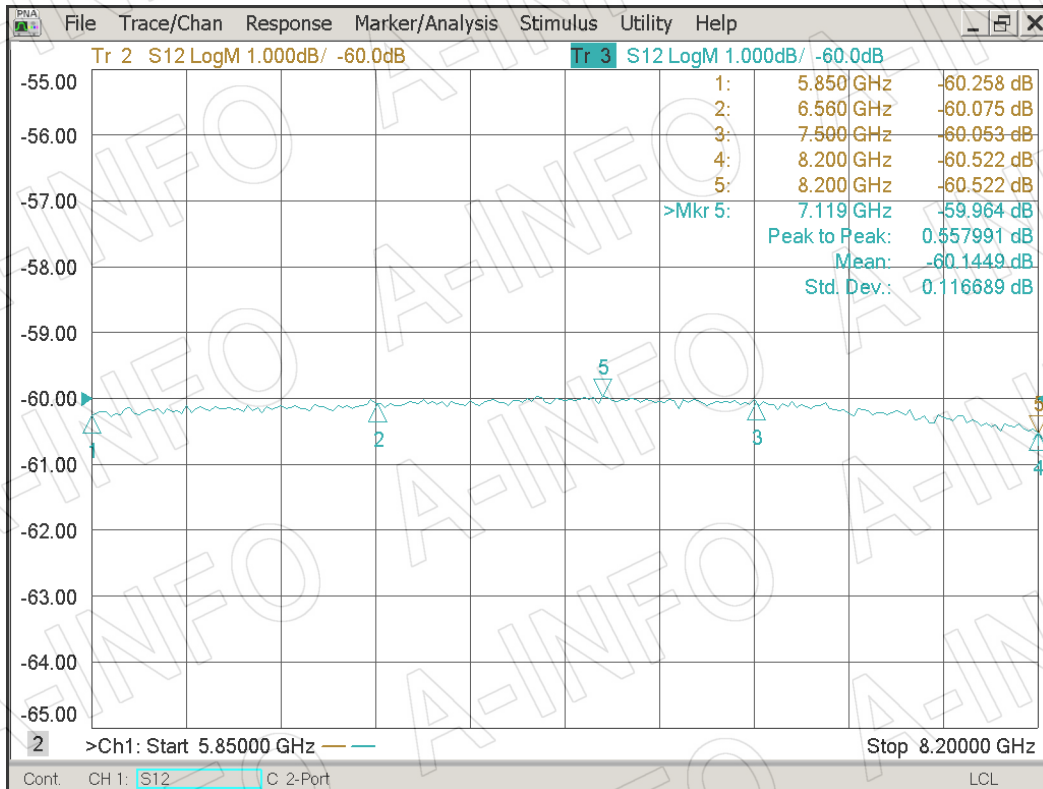 PNA File Trace/Chan Response Marker/Analysis Stimulus Utility Help
Tr 2 S12 LogM 1.000dB/ -60.0dB Tr 3 S12 LogM 1.000dB/ -60.0dB
-55.00
-56.00
-57.00
-58.00
-59.00
-60.00
-61.00
-62.00
-63.00
-64.00
-65.00
1: 5.850 GHz -60.258 dB
2: 6.560 GHz -60.075 dB
3: 7.500 GHz -60.053 dB
4: 8.200 GHz -60.522 dB
5: 8.200 GHz -60.522 dB
>Mkr 5: 7.119 GHz -59.964 dB
Peak to Peak: 0.557991 dB
Mean: -60.1449 dB
Std. Dev.: 0.116689 dB
1
2
5
3
5
4
2 >Ch1: Start 5.85000 GHz Stop 8.20000 GHz
Cont. CH 1: S12 C 2-Port LCL
A-INFO